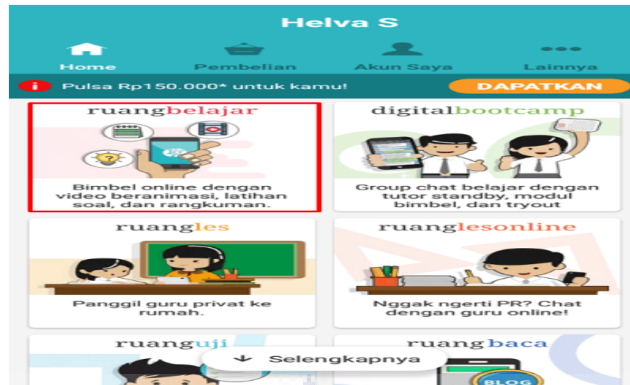 Helva S
Home Pembelian Akun Saya Lainnya
Pulsa Rp150.000* untuk kamu! DAPATKAN
ruangbelajar
Bimbel online dengan
video beranimasi, latihan
soal, dan rangkuman.
digitalbootcamp
Group chat belajar dengan
tutor standby, modul
bimbel, dan tryout
ruangles
Panggil guru privat ke
rumah.
ruanglesonline
Nggak ngerti PR? Chat
dengan guru online!
ruanguji
ruangbaca
Selengkapnya
BLOG